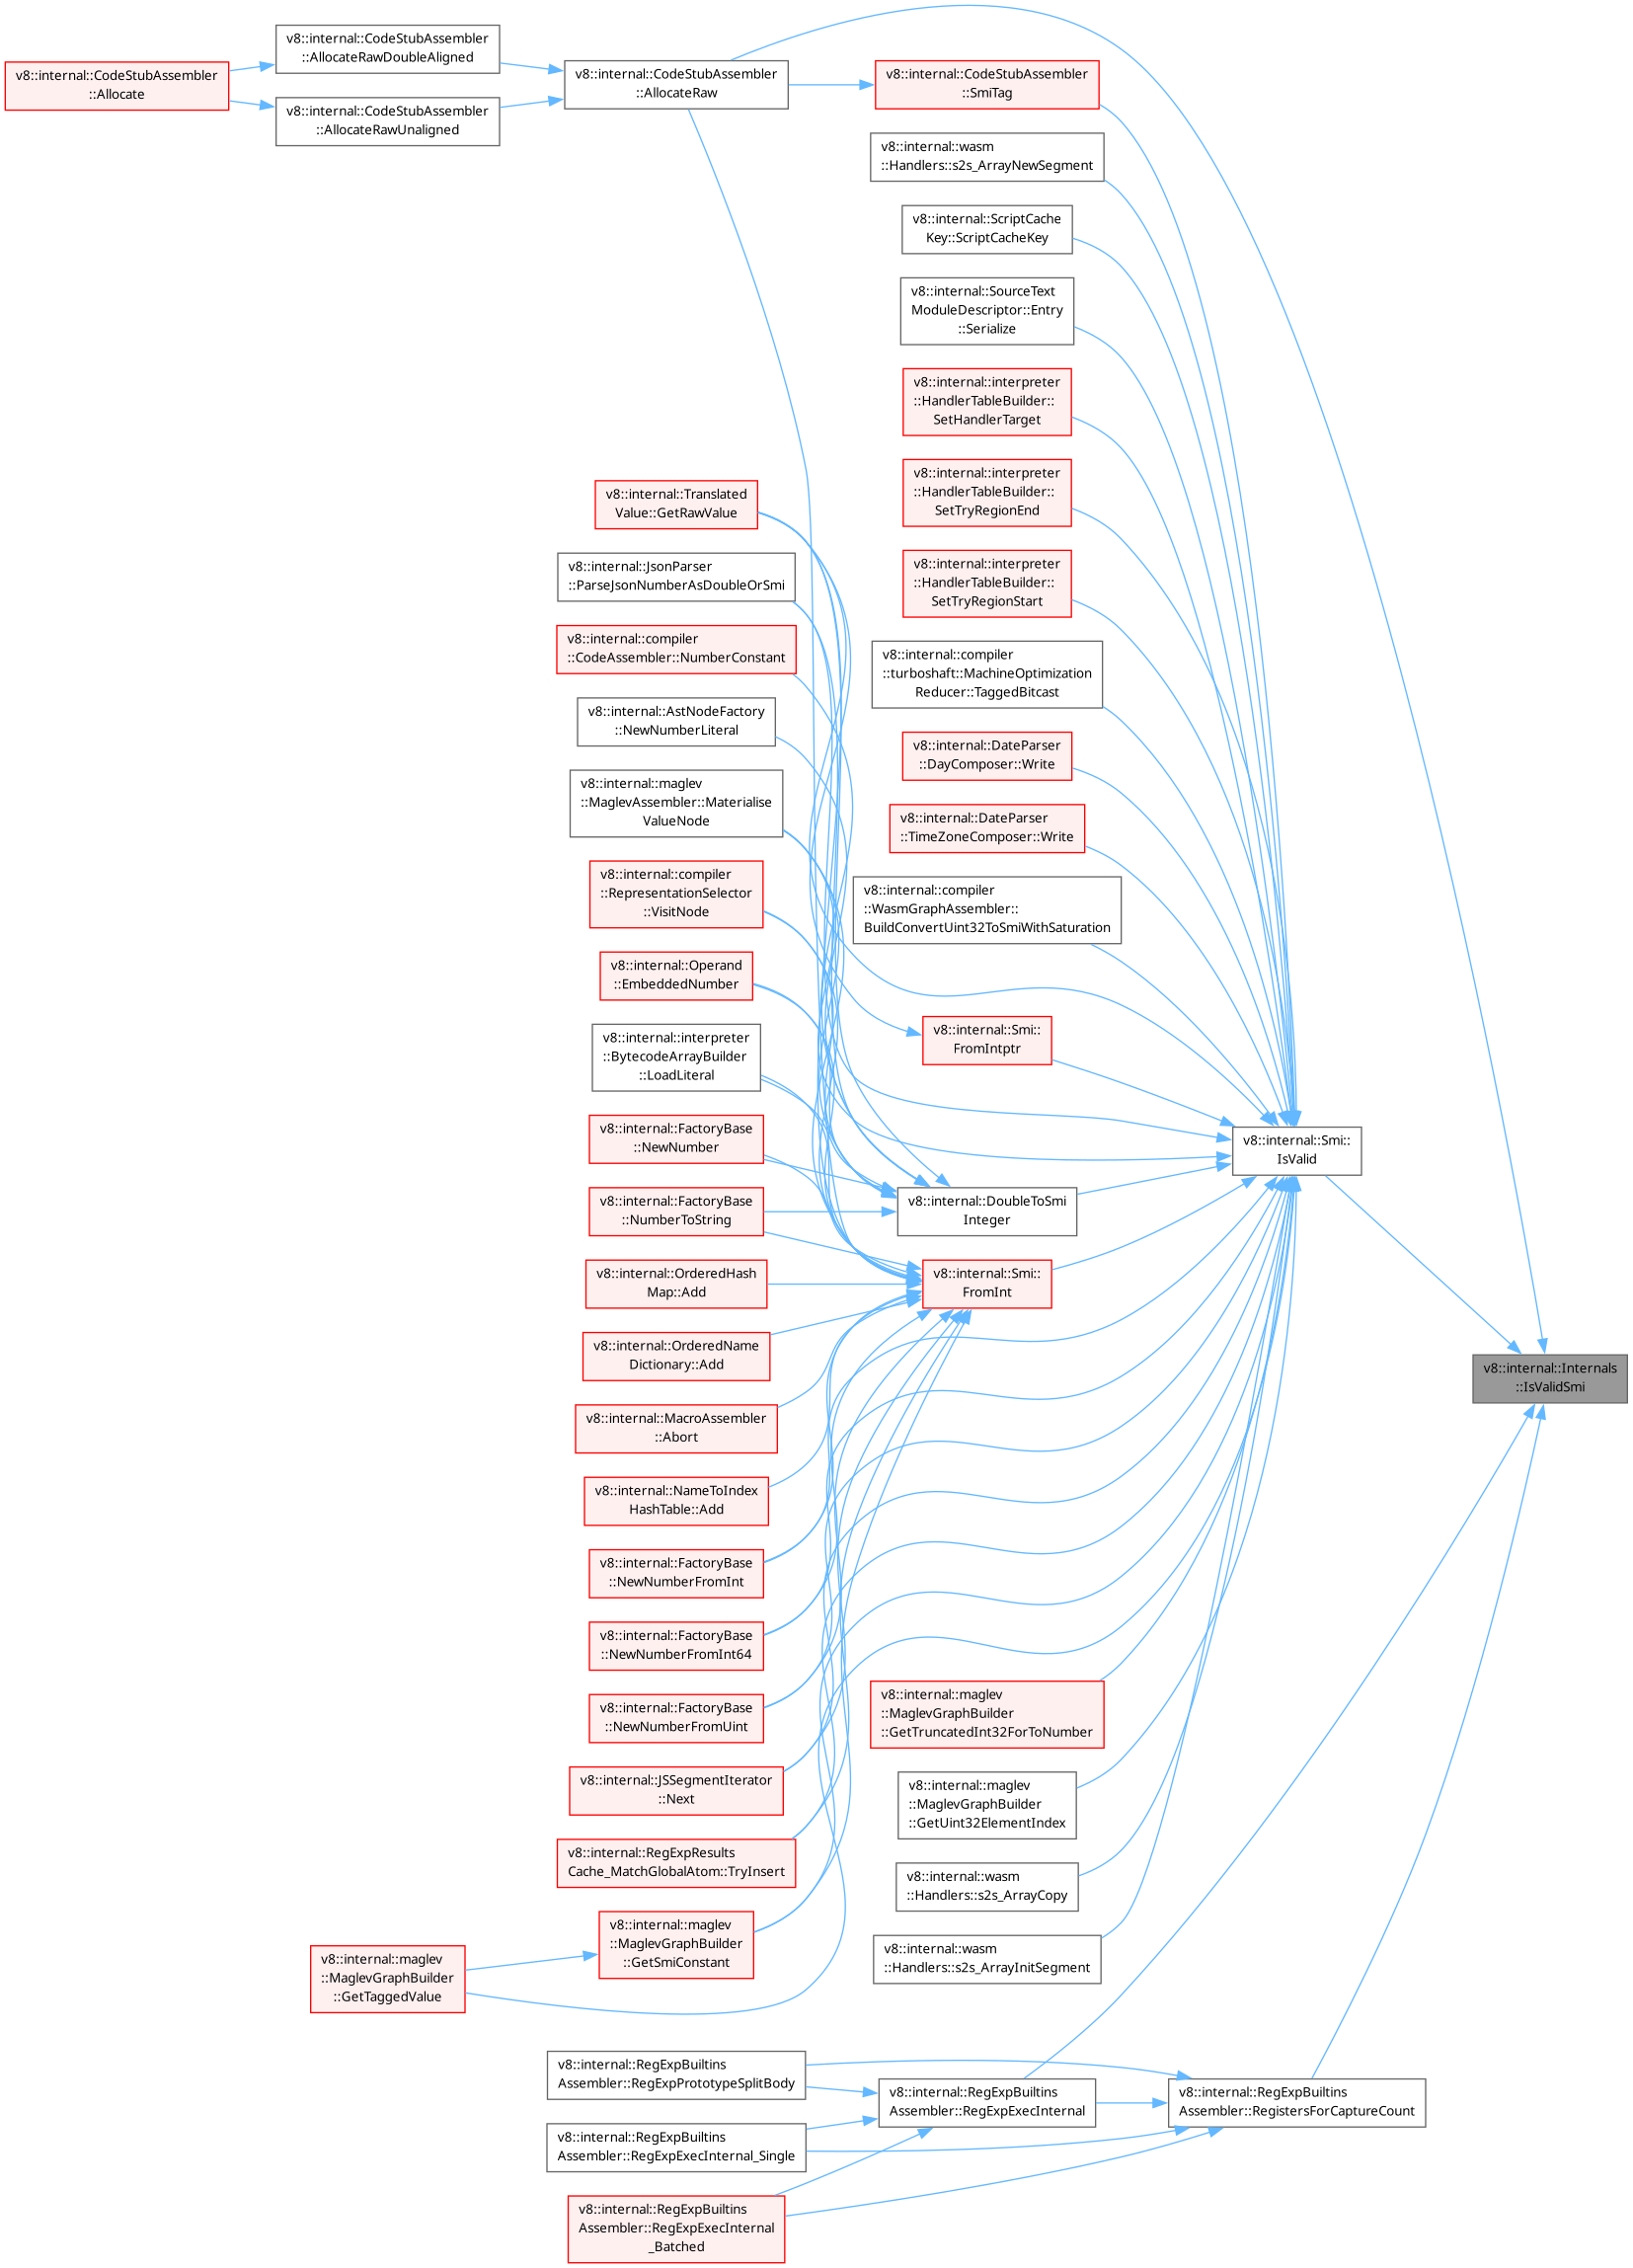 v8::internal::CodeStubAssembler
::Allocate
v8::internal::CodeStubAssembler
::AllocateRawDoubleAligned
v8::internal::CodeStubAssembler
::AllocateRawUnaligned
v8::internal::CodeStubAssembler
::AllocateRaw
v8::internal::Translated
Value::GetRawValue
v8::internal::JsonParser
::ParseJsonNumberAsDoubleOrSmi
v8::internal::compiler
::CodeAssembler::NumberConstant
v8::internal::AstNodeFactory
::NewNumberLiteral
v8::internal::maglev
::MaglevAssembler::Materialise
ValueNode
v8::internal::compiler
::RepresentationSelector
::VisitNode
v8::internal::Operand
::EmbeddedNumber
v8::internal::interpreter
::BytecodeArrayBuilder
::LoadLiteral
v8::internal::FactoryBase
::NewNumber
v8::internal::FactoryBase
::NumberToString
v8::internal::OrderedHash
Map::Add
v8::internal::OrderedName
Dictionary::Add
v8::internal::MacroAssembler
::Abort
v8::internal::NameToIndex
HashTable::Add
v8::internal::FactoryBase
::NewNumberFromInt
v8::internal::FactoryBase
::NewNumberFromInt64
v8::internal::FactoryBase
::NewNumberFromUint
v8::internal::JSSegmentIterator
::Next
v8::internal::RegExpResults
Cache_MatchGlobalAtom::TryInsert
v8::internal::maglev
::MaglevGraphBuilder
::GetSmiConstant
v8::internal::maglev
::MaglevGraphBuilder
::GetTaggedValue
v8::internal::RegExpBuiltins
Assembler::RegExpPrototypeSplitBody
v8::internal::RegExpBuiltins
Assembler::RegExpExecInternal_Single
v8::internal::RegExpBuiltins
Assembler::RegExpExecInternal
_Batched
v8::internal::CodeStubAssembler
::SmiTag
v8::internal::wasm
::Handlers::s2s_ArrayNewSegment
v8::internal::ScriptCache
Key::ScriptCacheKey
v8::internal::SourceText
ModuleDescriptor::Entry
::Serialize
v8::internal::interpreter
::HandlerTableBuilder::
SetHandlerTarget
v8::internal::interpreter
::HandlerTableBuilder::
SetTryRegionEnd
v8::internal::interpreter
::HandlerTableBuilder::
SetTryRegionStart
v8::internal::compiler
::turboshaft::MachineOptimization
Reducer::TaggedBitcast
v8::internal::DateParser
::DayComposer::Write
v8::internal::DateParser
::TimeZoneComposer::Write
v8::internal::compiler
::WasmGraphAssembler::
BuildConvertUint32ToSmiWithSaturation
v8::internal::Smi::
FromIntptr
v8::internal::DoubleToSmi
Integer
v8::internal::Smi::
FromInt
v8::internal::maglev
::MaglevGraphBuilder
::GetTruncatedInt32ForToNumber
v8::internal::maglev
::MaglevGraphBuilder
::GetUint32ElementIndex
v8::internal::wasm
::Handlers::s2s_ArrayCopy
v8::internal::wasm
::Handlers::s2s_ArrayInitSegment
v8::internal::RegExpBuiltins
Assembler::RegExpExecInternal
v8::internal::Smi::
IsValid
v8::internal::RegExpBuiltins
Assembler::RegistersForCaptureCount
v8::internal::Internals
::IsValidSmi